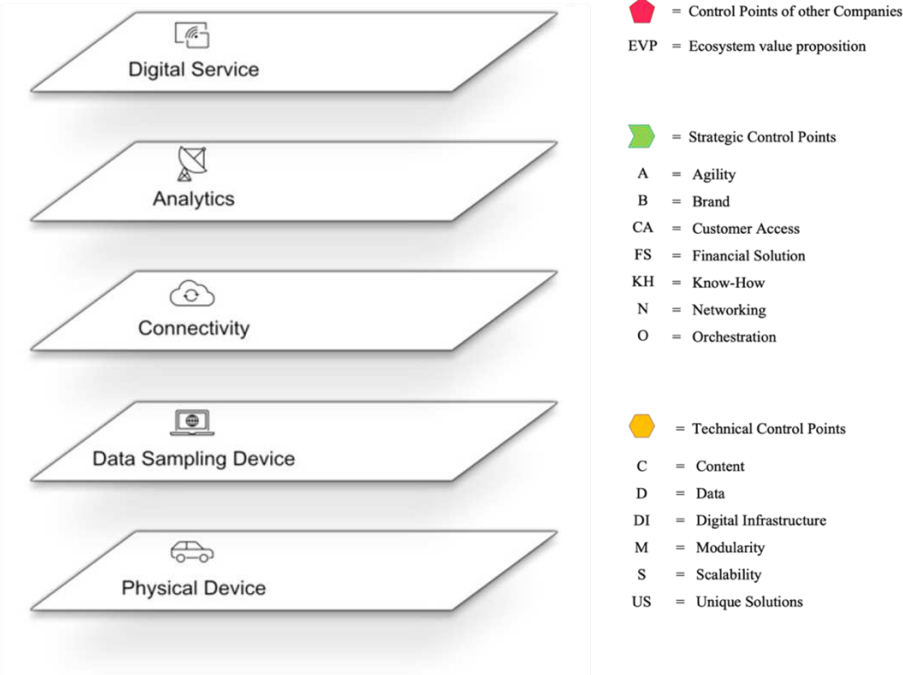 Digital Service
Analytics
Connectivity
Data Sampling Device
Physical Device
= Control Points of other Companies
EVP = Ecosystem value proposition
= Strategic Control Points
A = Agility
B = Brand
CA = Customer Access
FS = Financial Solution
KH = Know-How
N = Networking
O = Orchestration
= Technical Control Points
C = Content
D = Data
DI = Digital Infrastructure
M = Modularity
S = Scalability
US = Unique Solutions